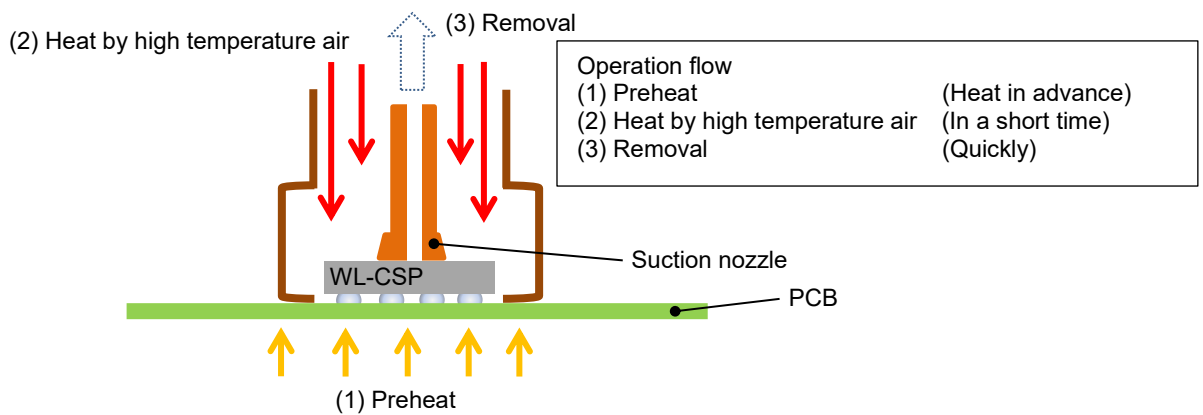 (3) Removal
(2) Heat by high temperature air
Operation flow
(1) Preheat (Heat in advance)
(2) Heat by high temperature air (In a short time)
(3) Removal (Quickly)
Suction nozzle
WL-CSP
PCB
(1) Preheat